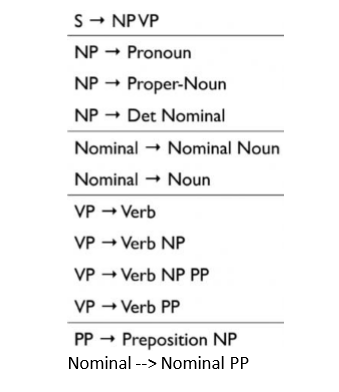 S → NP VP
NP → Pronoun
NP → Proper-Noun
NP → Det Nominal
Nominal → Nominal Noun
Nominal → Noun
VP → Verb
VP → Verb NP
VP → Verb NP PP
VP → Verb PP
PP → Preposition NP
Nominal --> Nominal PP